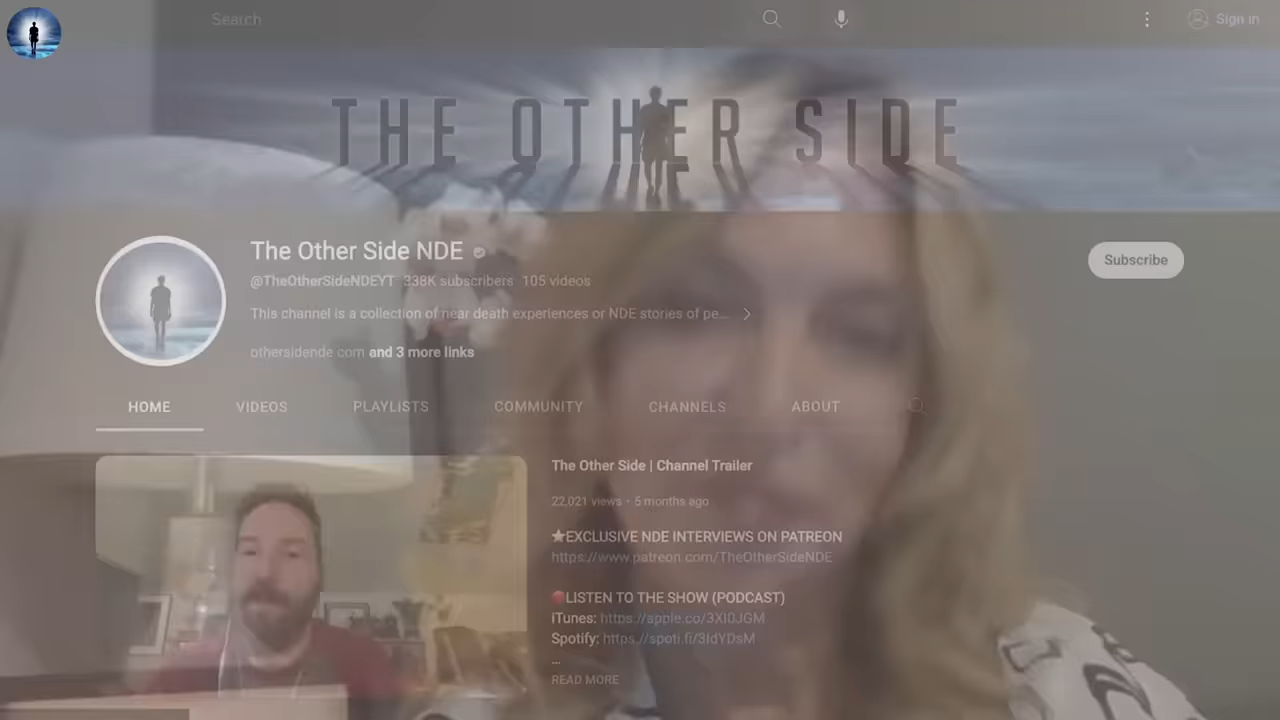 Search
Sign in
THE OTHER SIDE
The Other Side NDE
Subscribe
@TheOtherSideNDEYT 338K subscribers 105 videos
This channel is a collection of near death experiences or NDE stories of pe...
othersidende.com and 3 more links
HOME VIDEOS PLAYLISTS COMMUNITY CHANNELS ABOUT
The Other Side | Channel Trailer
22,021 views • 5 months ago
⭐EXCLUSIVE NDE INTERVIEWS ON PATREON
https://www.patreon.com/TheOtherSideNDE
🔴LISTEN TO THE SHOW (PODCAST)
iTunes: https://apple.co/3XI0JGM
Spotify: https://spoti.fi/3IdYDsM
...
READ MORE